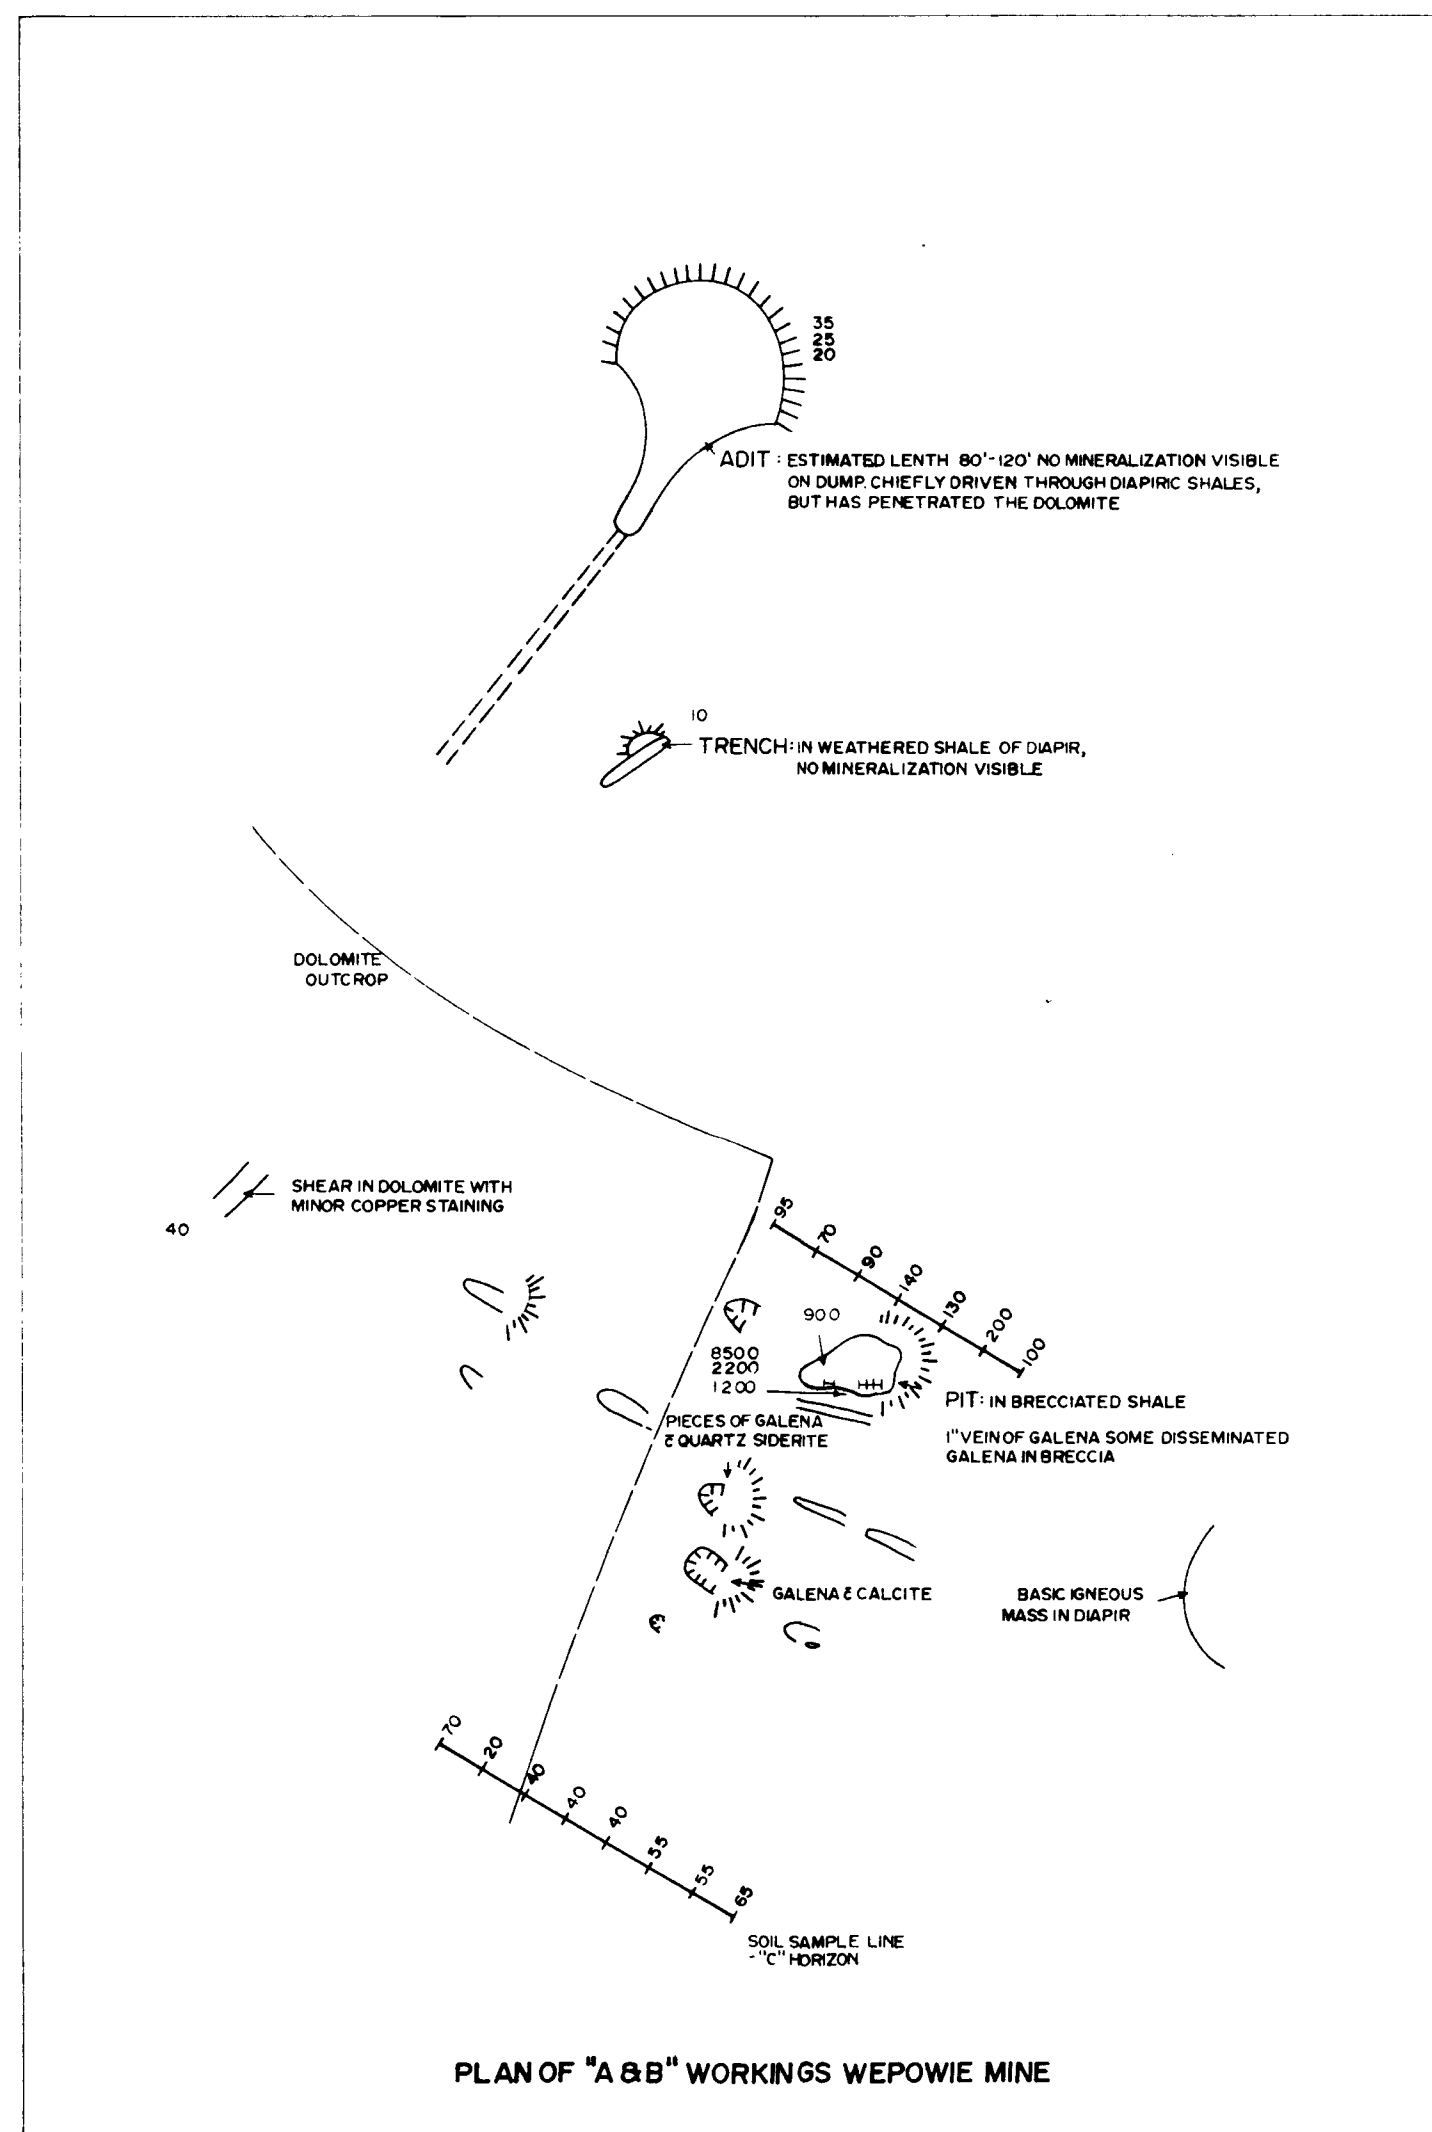 35
25
20
ADIT : ESTIMATED LENTH 80'-120' NO MINERALIZATION VISIBLE
ON DUMP. CHIEFLY DRIVEN THROUGH DIAPIRIC SHALES,
BUT HAS PENETRATED THE DOLOMITE
10
TRENCH: IN WEATHERED SHALE OF DIAPIR,
NO MINERALIZATION VISIBLE
DOLOMITE
OUTCROP
SHEAR IN DOLOMITE WITH
MINOR COPPER STAINING
40
95
70
90
140
130
200
100
900
8500
2200
1200
PIT: IN BRECCIATED SHALE
1" VEIN OF GALENA SOME DISSEMINATED
GALENA IN BRECCIA
PIECES OF GALENA
c̄ QUARTZ SIDERITE
GALENA c̄ CALCITE
BASIC IGNEOUS
MASS IN DIAPIR
70
20
40
40
40
55
55
65
SOIL SAMPLE LINE
-"C" HORIZON
PLAN OF "A & B" WORKINGS WEPOWIE MINE